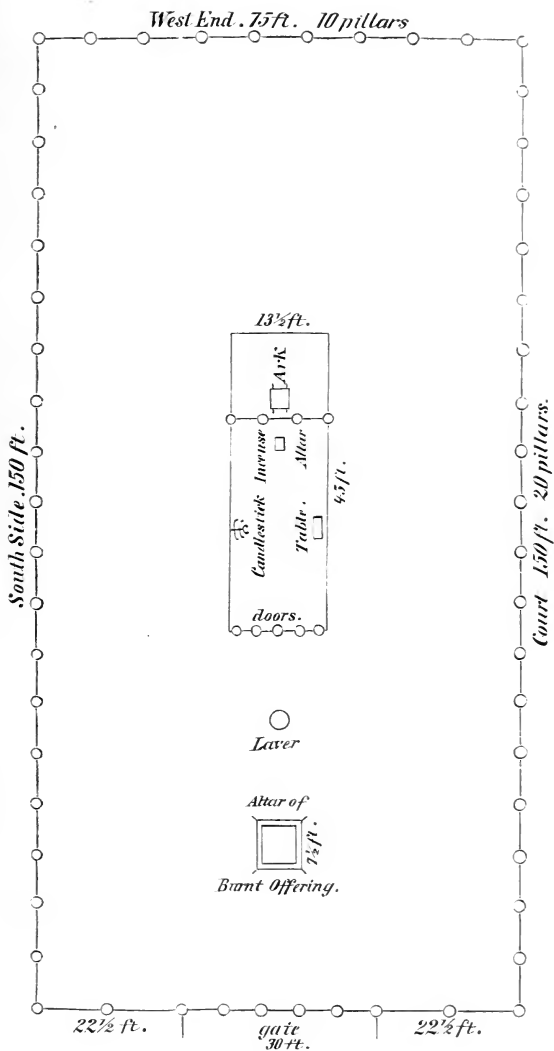 West End. 75 ft. 10 pillars
South Side. 150 ft.
Court 150 ft. 20 pillars.
13½ ft.
Ark
Incense Altar
45 ft.
Candlestick
Table.
doors.
Laver
Altar of
7½ ft.
Burnt Offering.
22½ ft.
gate
30 ft.
22½ ft.